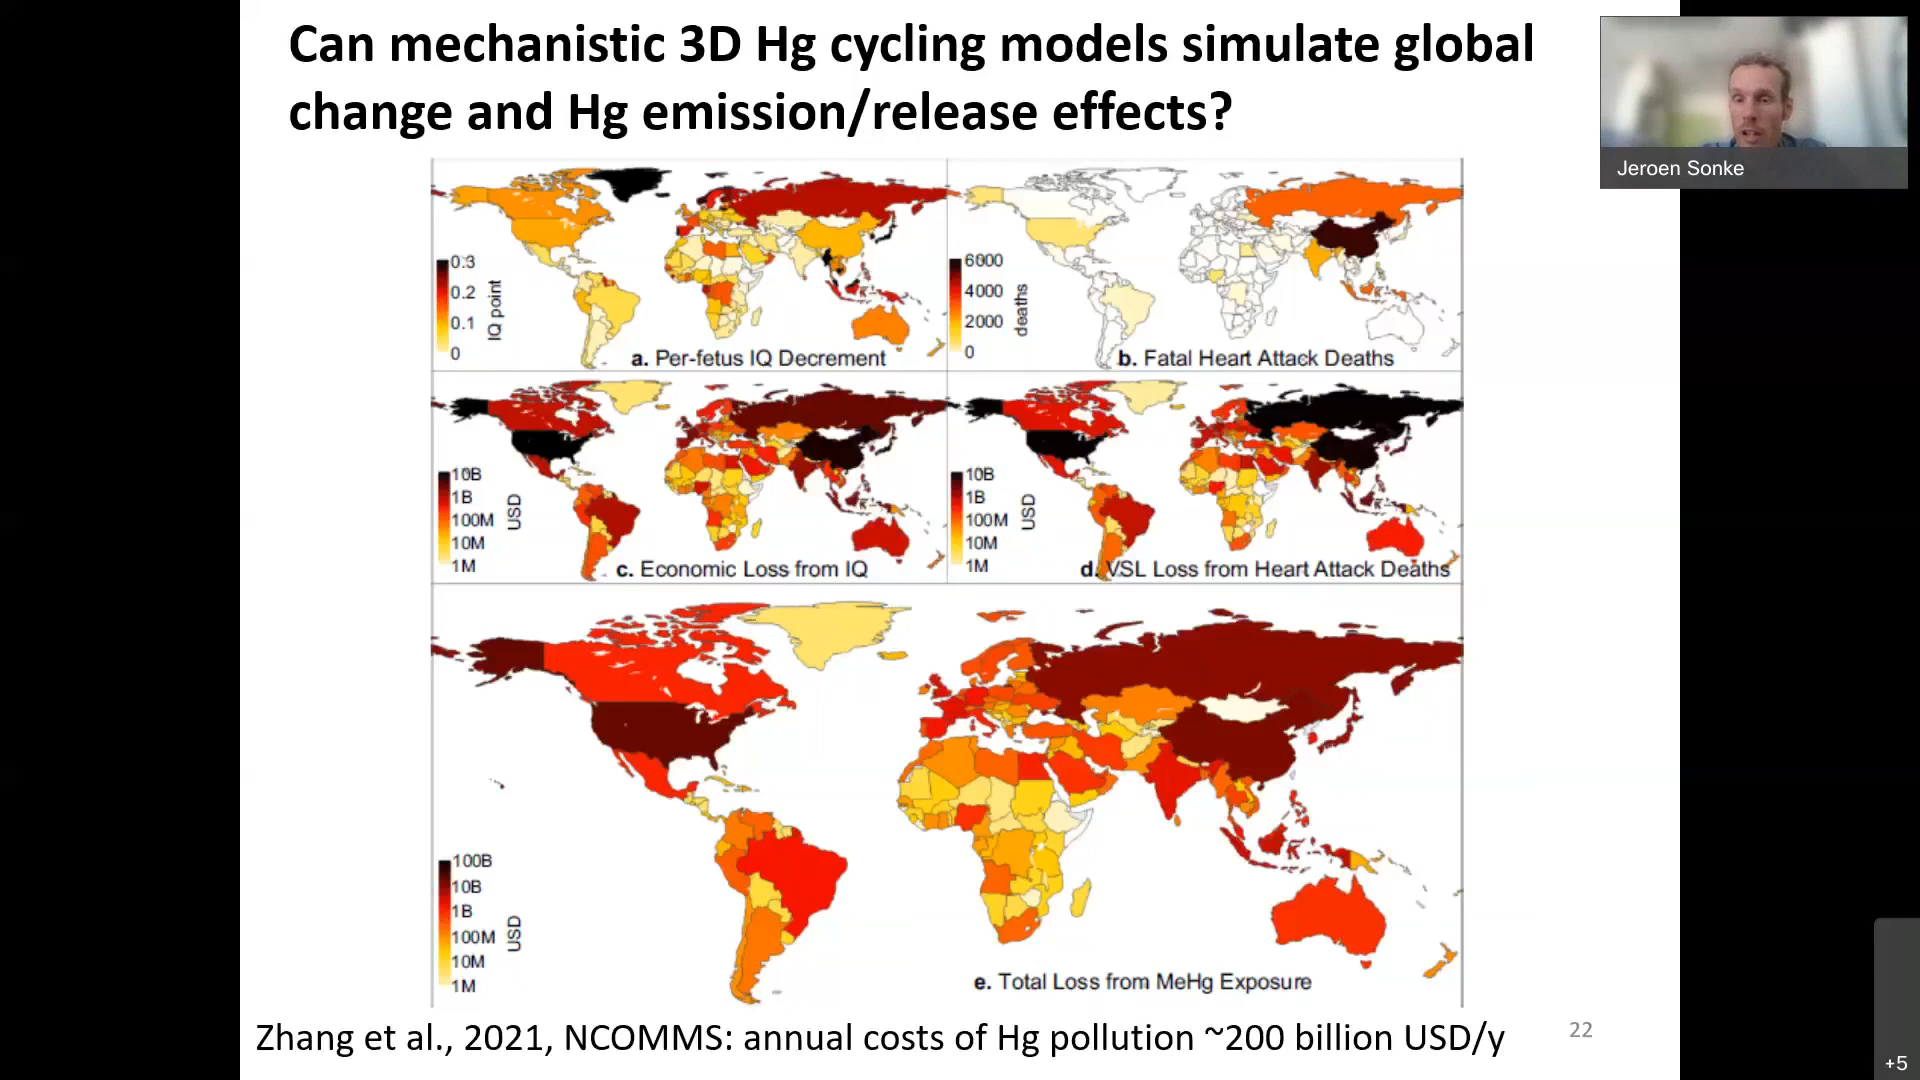 Can mechanistic 3D Hg cycling models simulate global
change and Hg emission/release effects?
Jeroen Sonke
0.3
0.2
0.1
0
IQ point
a. Per-fetus IQ Decrement
6000
4000
2000
0
deaths
b. Fatal Heart Attack Deaths
10B
1B
100M
10M
1M
USD
c. Economic Loss from IQ
10B
1B
100M
10M
1M
USD
d. VSL Loss from Heart Attack Deaths
100B
10B
1B
100M
10M
1M
USD
e. Total Loss from MeHg Exposure
Zhang et al., 2021, NCOMMS: annual costs of Hg pollution ~200 billion USD/y
22
+5